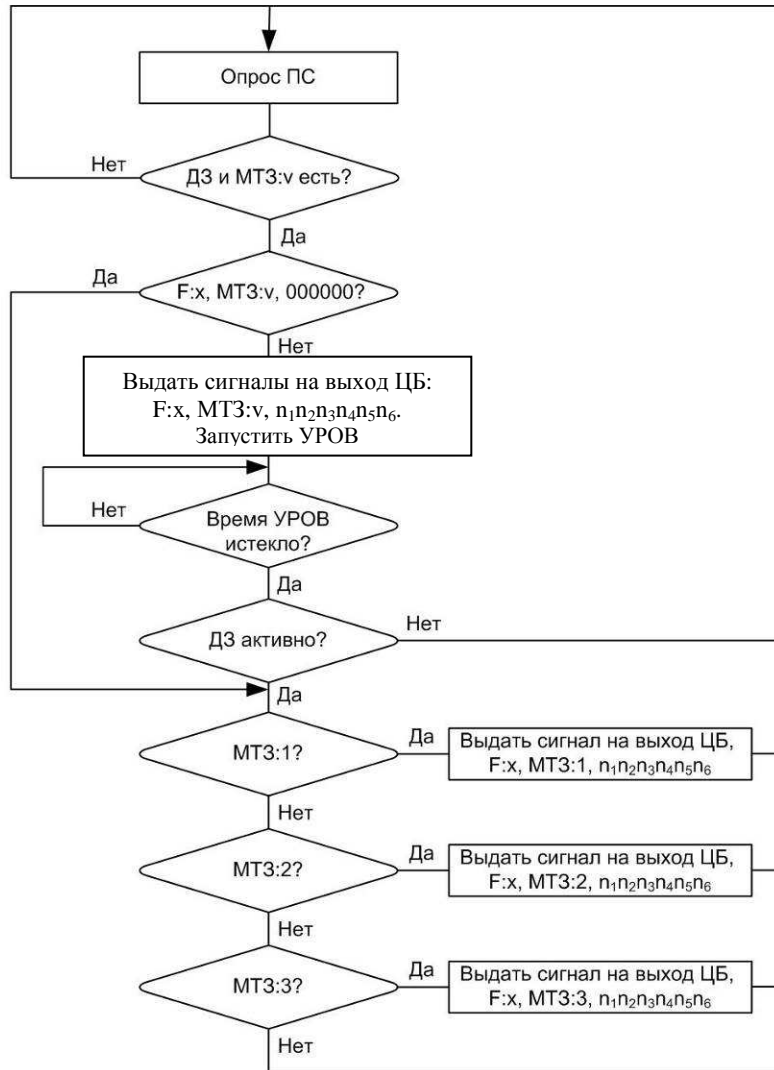 Опрос ПС
Нет
ДЗ и МТЗ:v есть?
Да
Да
F:x, МТЗ:v, 000000?
Нет
Выдать сигналы на выход ЦБ:
F:x, МТЗ:v, n₁n₂n₃n₄n₅n₆.
Запустить УРОВ
Нет
Время УРОВ
истекло?
Да
ДЗ активно?
Нет
Да
МТЗ:1?
Да
Выдать сигнал на выход ЦБ,
F:x, МТЗ:1, n₁n₂n₃n₄n₅n₆
Нет
МТЗ:2?
Да
Выдать сигнал на выход ЦБ,
F:x, МТЗ:2, n₁n₂n₃n₄n₅n₆
Нет
МТЗ:3?
Да
Выдать сигнал на выход ЦБ,
F:x, МТЗ:3, n₁n₂n₃n₄n₅n₆
Нет